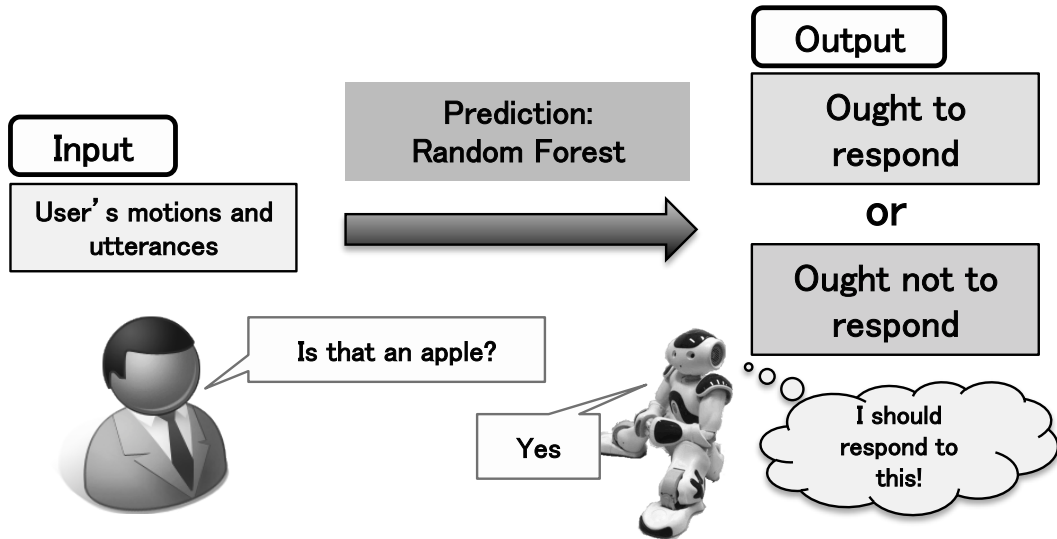 Input
User's motions and
utterances
Prediction:
Random Forest
Output
Ought to
respond
or
Ought not to
respond
Is that an apple?
Yes
I should
respond to
this!